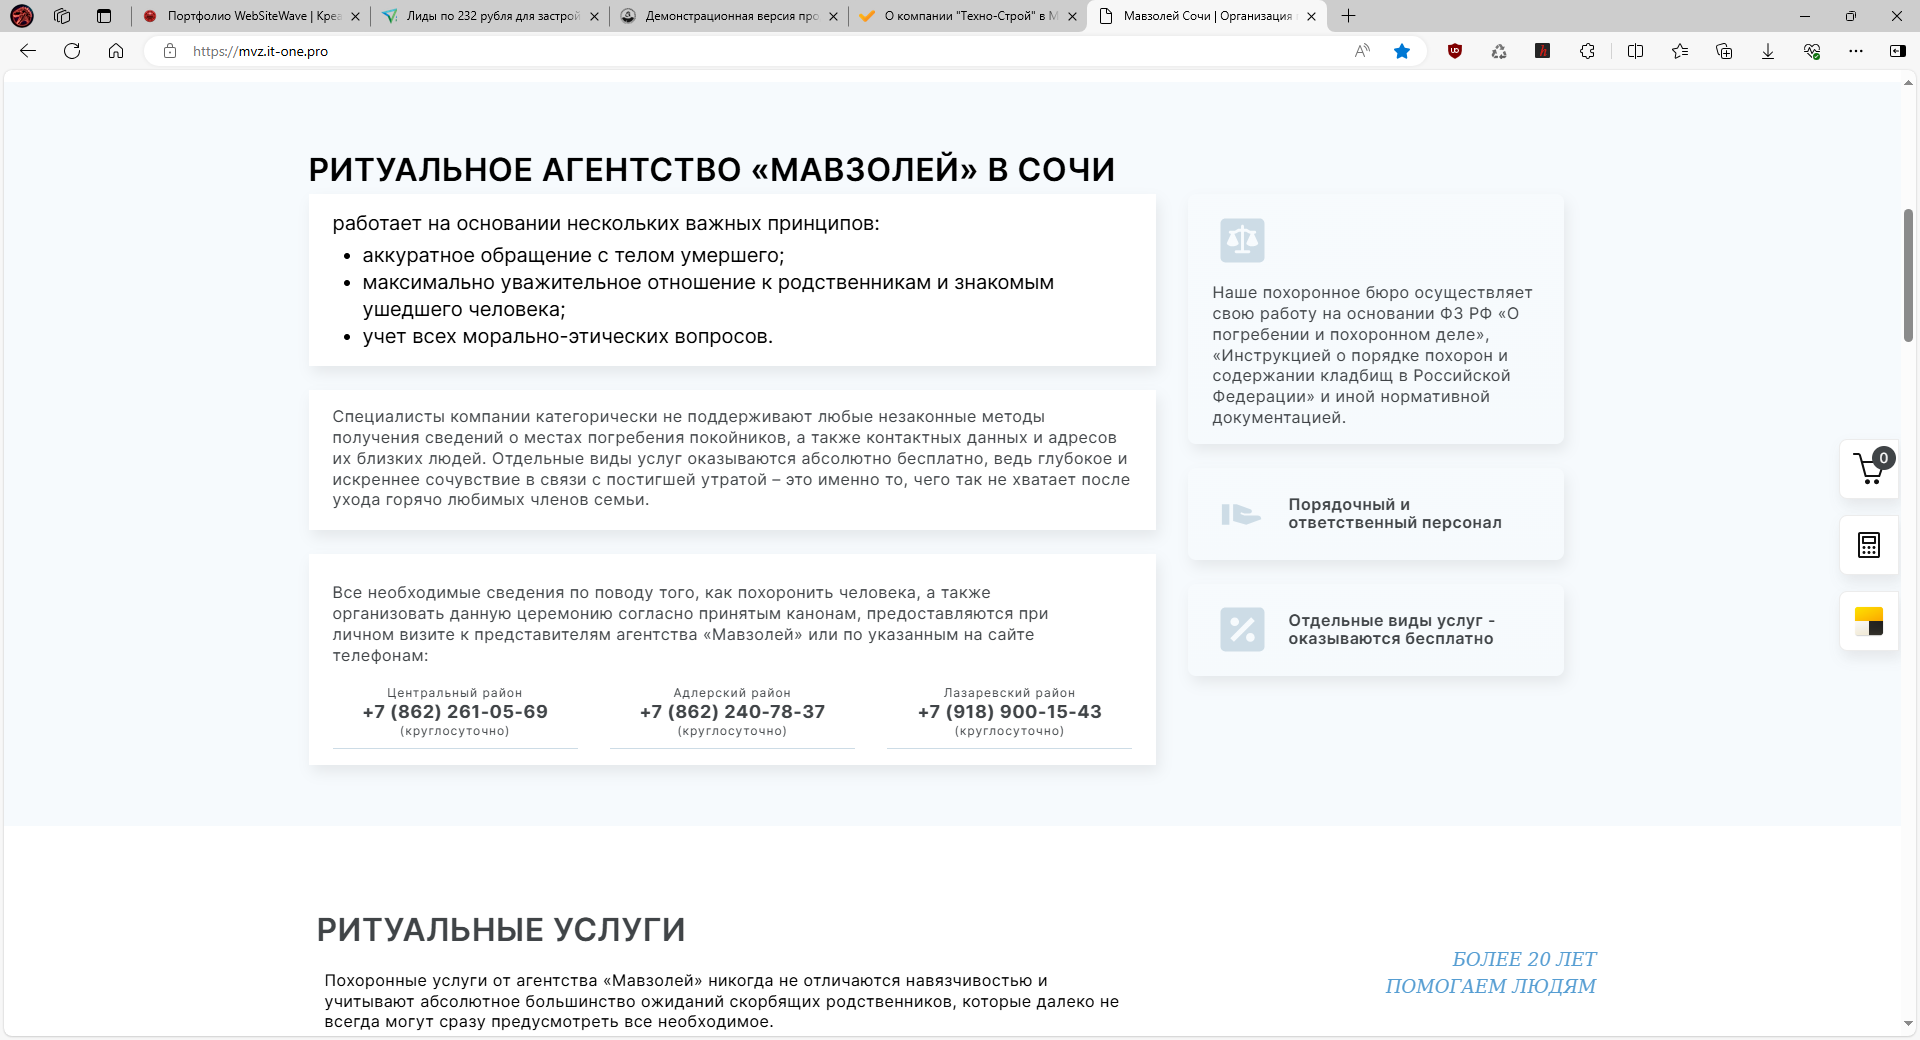 Портфолио WebSiteWave | Креа
Лиды по 232 рубля для застрой
Демонстрационная версия про
О компании "Техно-Строй" в М
Мавзолей Сочи | Организация
https://mvz.it-one.pro
РИТУАЛЬНОЕ АГЕНТСТВО «МАВЗОЛЕЙ» В СОЧИ
работает на основании нескольких важных принципов:
• аккуратное обращение с телом умершего;
• максимально уважительное отношение к родственникам и знакомым
ушедшего человека;
• учет всех морально-этических вопросов.
Специалисты компании категорически не поддерживают любые незаконные методы
получения сведений о местах погребения покойников, а также контактных данных и адресов
их близких людей. Отдельные виды услуг оказываются абсолютно бесплатно, ведь глубокое и
искреннее сочувствие в связи с постигшей утратой – это именно то, чего так не хватает после
ухода горячо любимых членов семьи.
Все необходимые сведения по поводу того, как похоронить человека, а также
организовать данную церемонию согласно принятым канонам, предоставляются при
личном визите к представителям агентства «Мавзолей» или по указанным на сайте
телефонам:
Центральный район
+7 (862) 261-05-69
(круглосуточно)
Адлерский район
+7 (862) 240-78-37
(круглосуточно)
Лазаревский район
+7 (918) 900-15-43
(круглосуточно)
Наше похоронное бюро осуществляет
свою работу на основании ФЗ РФ «О
погребении и похоронном деле»,
«Инструкцией о порядке похорон и
содержании кладбищ в Российской
Федерации» и иной нормативной
документацией.
Порядочный и
ответственный персонал
Отдельные виды услуг -
оказываются бесплатно
0
РИТУАЛЬНЫЕ УСЛУГИ
Похоронные услуги от агентства «Мавзолей» никогда не отличаются навязчивостью и
учитывают абсолютное большинство ожиданий скорбящих родственников, которые далеко не
всегда могут сразу предусмотреть все необходимое.
БОЛЕЕ 20 ЛЕТ
ПОМОГАЕМ ЛЮДЯМ